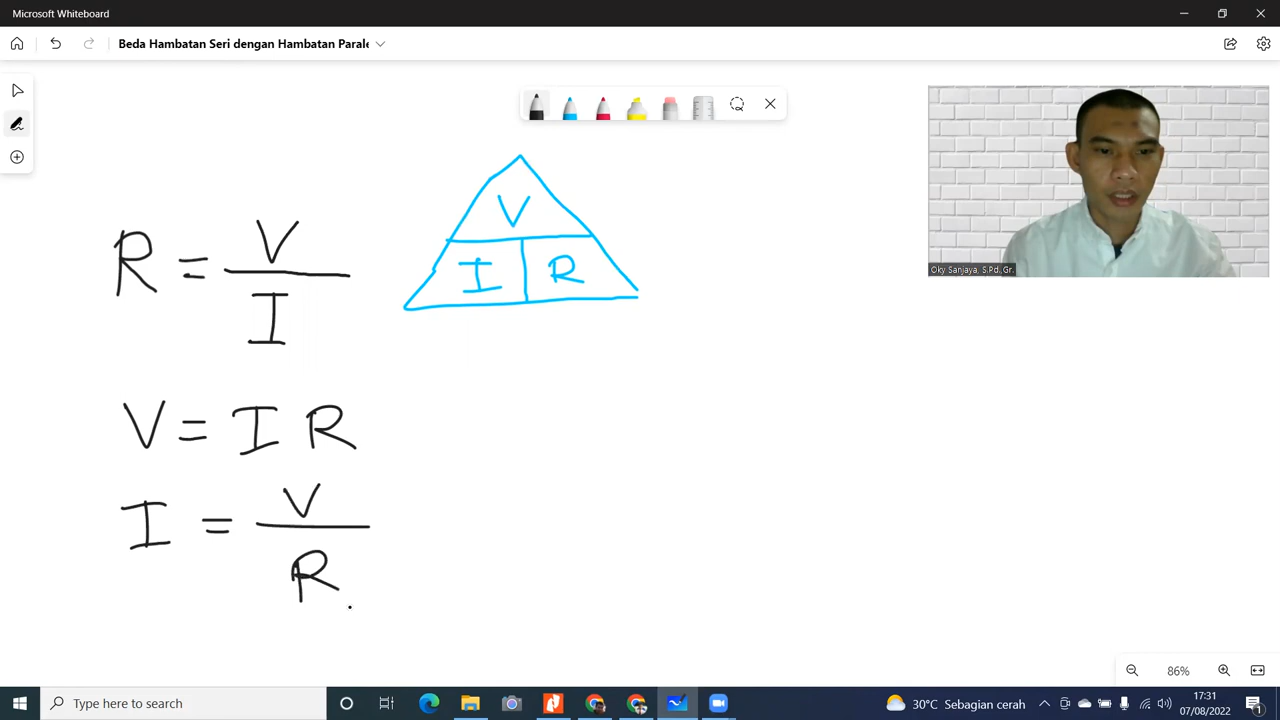 Microsoft Whiteboard
Beda Hambatan Seri dengan Hambatan Parale
V
I R
R = V
I
V = I R
I = V
R
Oky Sanjaya, S.Pd, Gr.
86%
Type here to search
30°C Sebagian cerah
17:31
07/08/2022
1